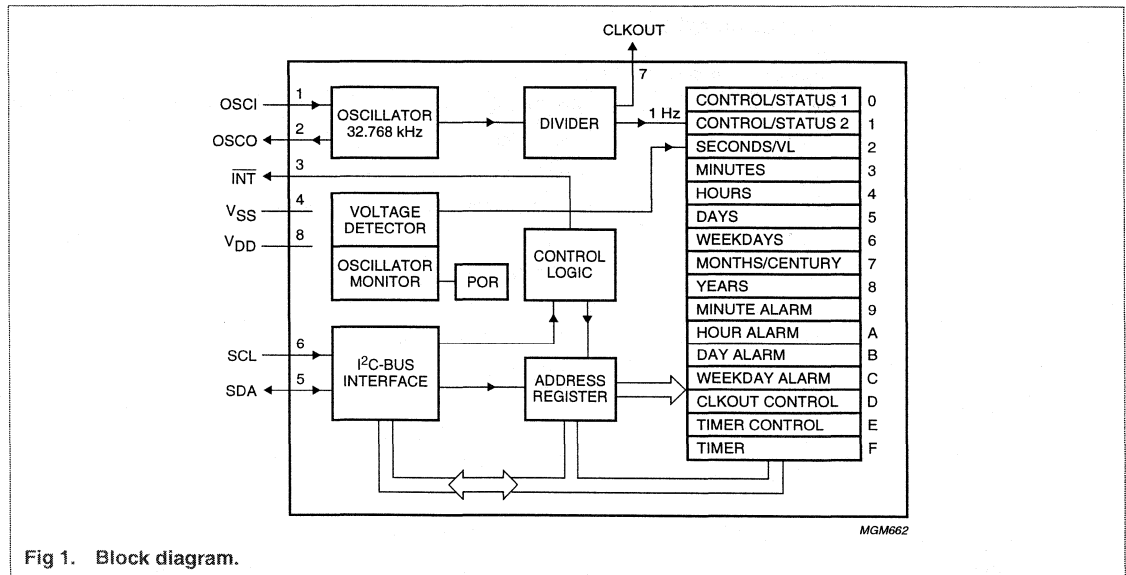 CLKOUT
7
OSCI
1
OSCILLATOR
32.768 kHz
DIVIDER
1 Hz
OSCO
2
INT
3
VSS
4
VDD
8
VOLTAGE
DETECTOR
OSCILLATOR
MONITOR
POR
CONTROL
LOGIC
SCL
6
SDA
5
I²C-BUS
INTERFACE
ADDRESS
REGISTER
CONTROL/STATUS 1 0
CONTROL/STATUS 2 1
SECONDS/VL 2
MINUTES 3
HOURS 4
DAYS 5
WEEKDAYS 6
MONTHS/CENTURY 7
YEARS 8
MINUTE ALARM 9
HOUR ALARM A
DAY ALARM B
WEEKDAY ALARM C
CLKOUT CONTROL D
TIMER CONTROL E
TIMER F
MGM662
Fig 1. Block diagram.